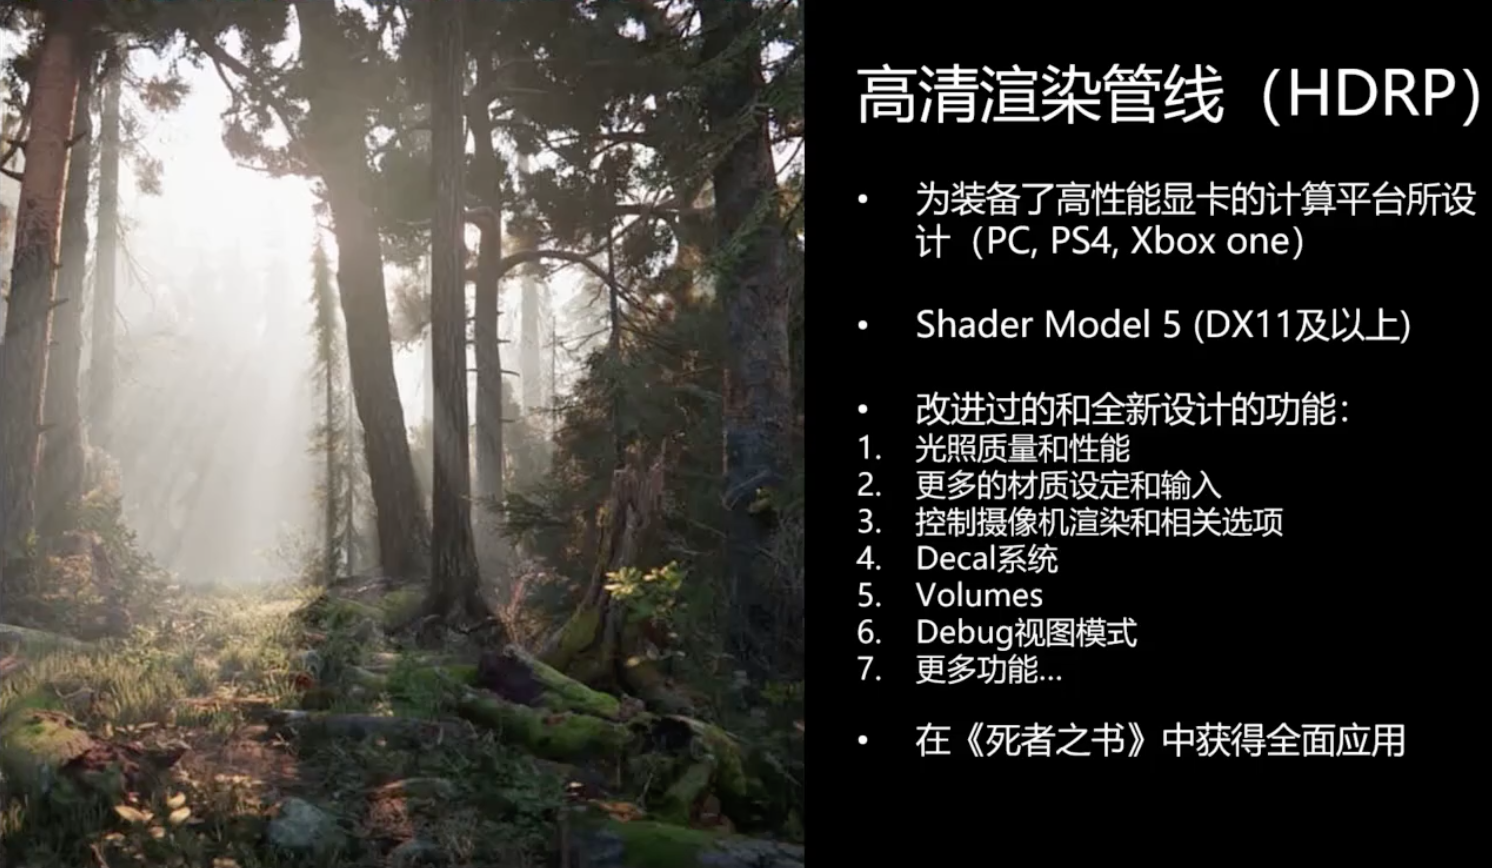 高清渲染管线（HDRP）
• 为装备了高性能显卡的计算平台所设
计（PC, PS4, Xbox one）
• Shader Model 5 (DX11及以上)
• 改进过的和全新设计的功能：
1. 光照质量和性能
2. 更多的材质设定和输入
3. 控制摄像机渲染和相关选项
4. Decal系统
5. Volumes
6. Debug视图模式
7. 更多功能...
• 在《死者之书》中获得全面应用